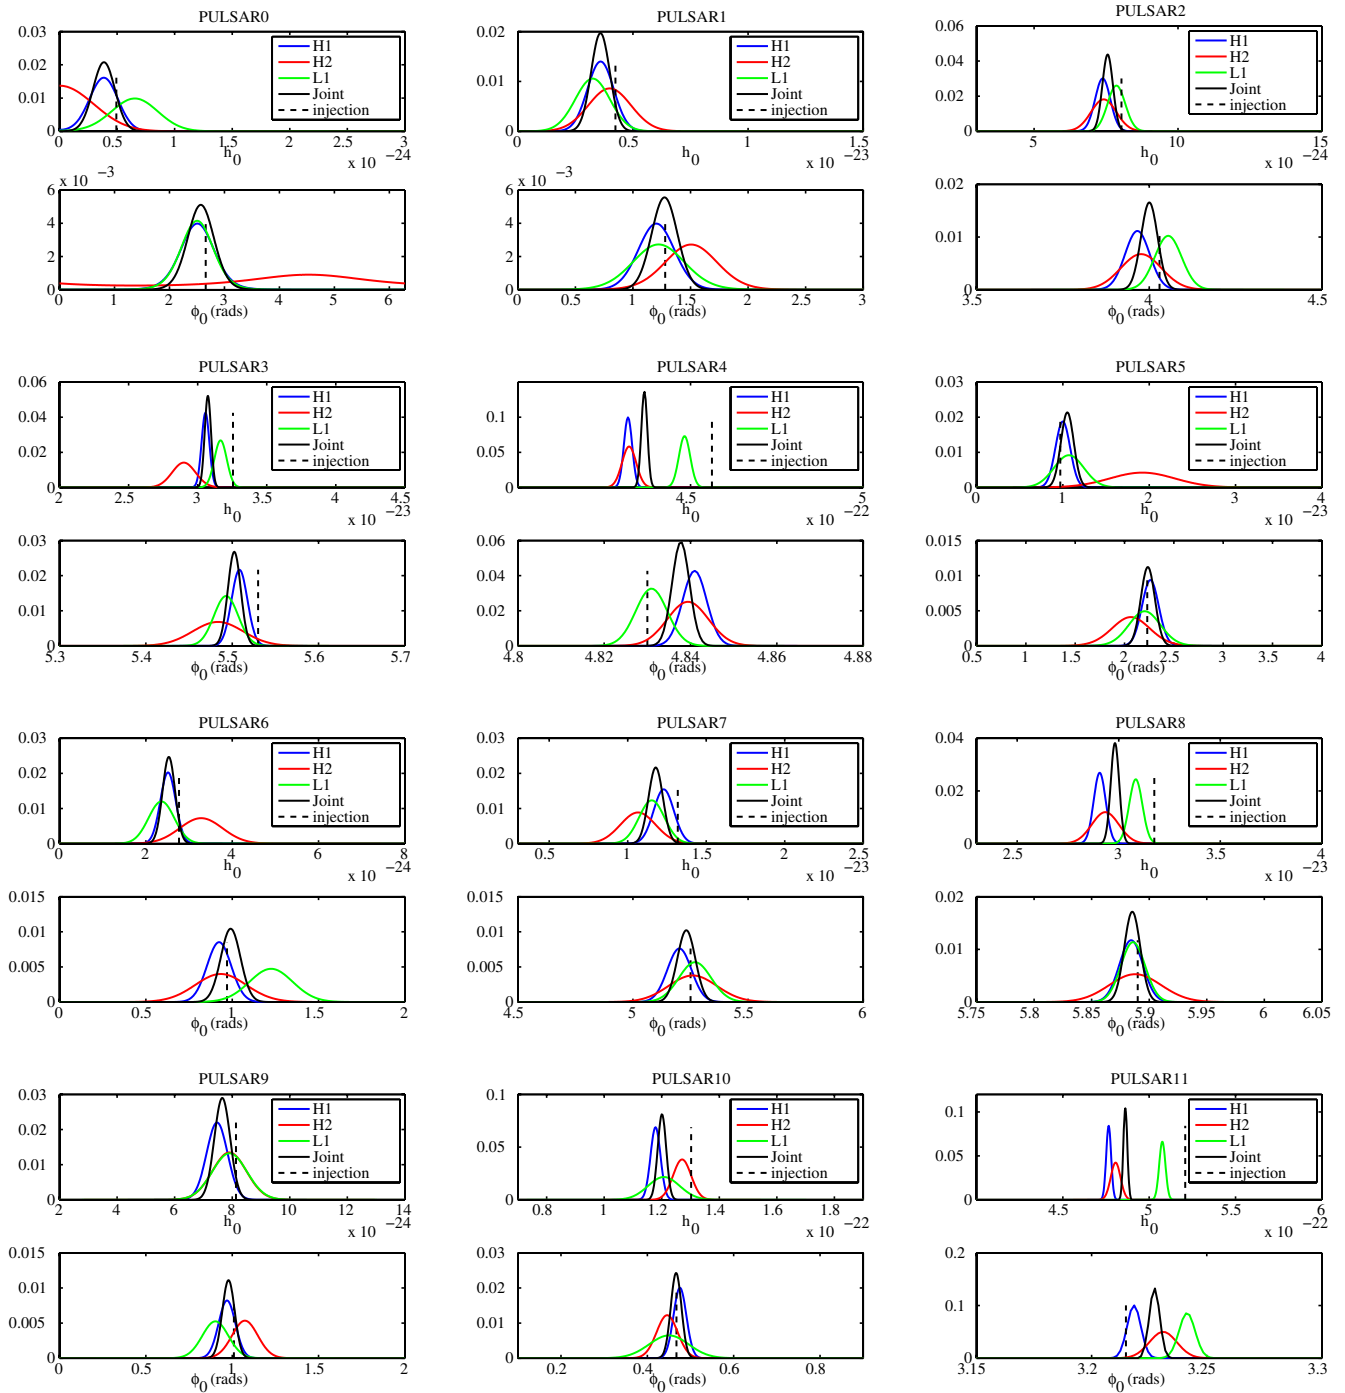 PULSAR0
0.03
0.02
0.01
0
H1
H2
L1
Joint
injection
0 0.5 1 1.5 2 2.5 3
h0 x 10 −24
x 10 −3
6
4
2
0
0 1 2 3 4 5 6
ϕ0 (rads)
PULSAR1
0.02
0.01
0
H1
H2
L1
Joint
injection
0 0.5 1 1.5
h0 x 10 −23
x 10 −3
6
4
2
0
0 0.5 1 1.5 2 2.5 3
ϕ0 (rads)
PULSAR2
0.06
0.04
0.02
0
H1
H2
L1
Joint
injection
5 10 15
h0 x 10 −24
0.02
0.01
0
3.5 4 4.5
ϕ0 (rads)
PULSAR3
0.06
0.04
0.02
0
H1
H2
L1
Joint
injection
2 2.5 3 3.5 4 4.5
h0 x 10 −23
0.03
0.02
0.01
0
5.3 5.4 5.5 5.6 5.7
ϕ0 (rads)
PULSAR4
0.1
0.05
0
H1
H2
L1
Joint
injection
4.5 5
h0 x 10 −22
0.06
0.04
0.02
0
4.8 4.82 4.84 4.86 4.88
ϕ0 (rads)
PULSAR5
0.03
0.02
0.01
0
H1
H2
L1
Joint
injection
0 1 2 3 4
h0 x 10 −23
0.015
0.01
0.005
0
0.5 1 1.5 2 2.5 3 3.5 4
ϕ0 (rads)
PULSAR6
0.03
0.02
0.01
0
H1
H2
L1
Joint
injection
0 2 4 6 8
h0 x 10 −24
0.015
0.01
0.005
0
0 0.5 1 1.5 2
ϕ0 (rads)
PULSAR7
0.03
0.02
0.01
0
H1
H2
L1
Joint
injection
0.5 1 1.5 2 2.5
h0 x 10 −23
0.015
0.01
0.005
0
4.5 5 5.5 6
ϕ0 (rads)
PULSAR8
0.04
0.02
0
H1
H2
L1
Joint
injection
2.5 3 3.5 4
h0 x 10 −23
0.02
0.01
0
5.75 5.8 5.85 5.9 5.95 6 6.05
ϕ0 (rads)
PULSAR9
0.03
0.02
0.01
0
H1
H2
L1
Joint
injection
2 4 6 8 10 12 14
h0 x 10 −24
0.015
0.01
0.005
0
0 0.5 1 1.5 2
ϕ0 (rads)
PULSAR10
0.1
0.05
0
H1
H2
L1
Joint
injection
0.8 1 1.2 1.4 1.6 1.8
h0 x 10 −22
0.03
0.02
0.01
0
0.2 0.4 0.6 0.8
ϕ0 (rads)
PULSAR11
0.1
0.05
0
H1
H2
L1
Joint
injection
4.5 5 5.5 6
h0 x 10 −22
0.2
0.1
0
3.15 3.2 3.25 3.3
ϕ0 (rads)